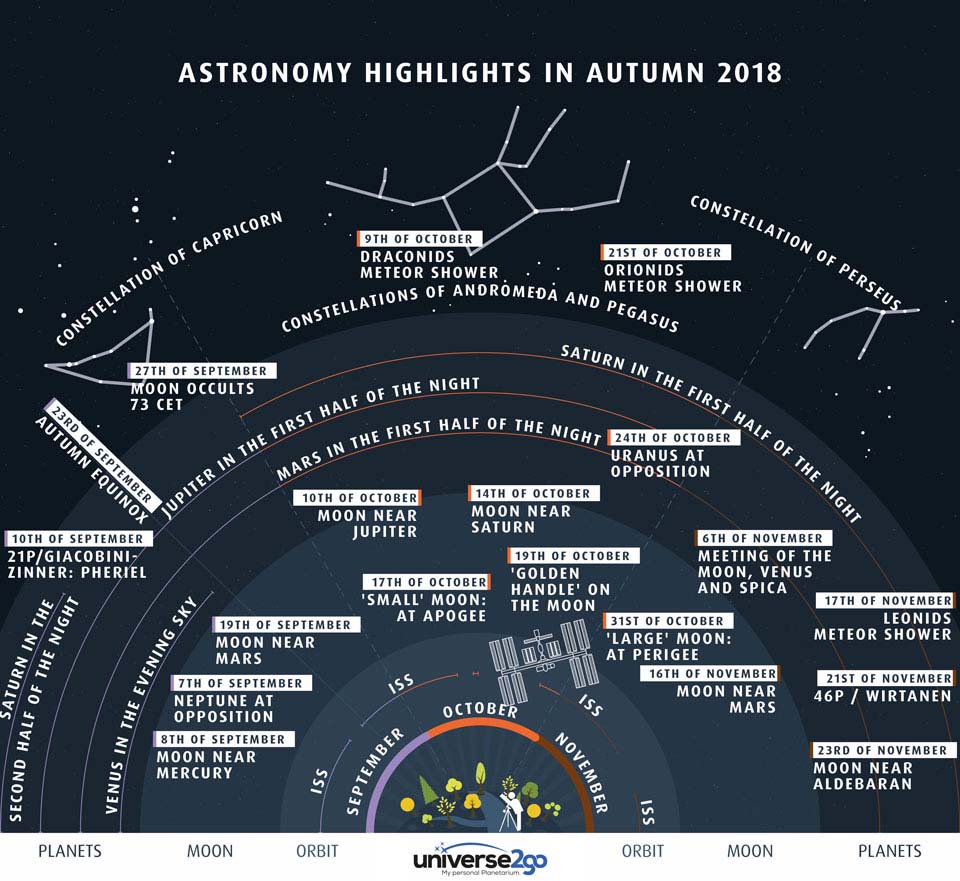 ASTRONOMY HIGHLIGHTS IN AUTUMN 2018
CONSTELLATION OF CAPRICORN
CONSTELLATIONS OF ANDROMEDA AND PEGASUS
CONSTELLATION OF PERSEUS
9TH OF OCTOBER
DRACONIDS
METEOR SHOWER
21ST OF OCTOBER
ORIONIDS
METEOR SHOWER
27TH OF SEPTEMBER
MOON OCCULTS
73 CET
23RD OF SEPTEMBER
AUTUMN EQUINOX
10TH OF SEPTEMBER
21P/GIACOBINI-
ZINNER: PHERIEL
SATURN IN THE
SECOND HALF OF THE NIGHT
JUPITER IN THE FIRST HALF OF THE NIGHT
MARS IN THE FIRST HALF OF THE NIGHT
SATURN IN THE FIRST HALF OF THE NIGHT
VENUS IN THE EVENING SKY
24TH OF OCTOBER
URANUS AT
OPPOSITION
10TH OF OCTOBER
MOON NEAR
JUPITER
14TH OF OCTOBER
MOON NEAR
SATURN
17TH OF OCTOBER
'SMALL' MOON:
AT APOGEE
19TH OF OCTOBER
'GOLDEN
HANDLE' ON
THE MOON
6TH OF NOVEMBER
MEETING OF THE
MOON, VENUS
AND SPICA
17TH OF NOVEMBER
LEONIDS
METEOR SHOWER
19TH OF SEPTEMBER
MOON NEAR
MARS
31ST OF OCTOBER
'LARGE' MOON:
AT PERIGEE
7TH OF SEPTEMBER
NEPTUNE AT
OPPOSITION
16TH OF NOVEMBER
MOON NEAR
MARS
21ST OF NOVEMBER
46P / WIRTANEN
8TH OF SEPTEMBER
MOON NEAR
MERCURY
23RD OF NOVEMBER
MOON NEAR
ALDEBARAN
ISS
ISS
ISS
ISS
SEPTEMBER
OCTOBER
NOVEMBER
PLANETS
MOON
ORBIT
universe2go
My personal Planetarium.
ORBIT
MOON
PLANETS